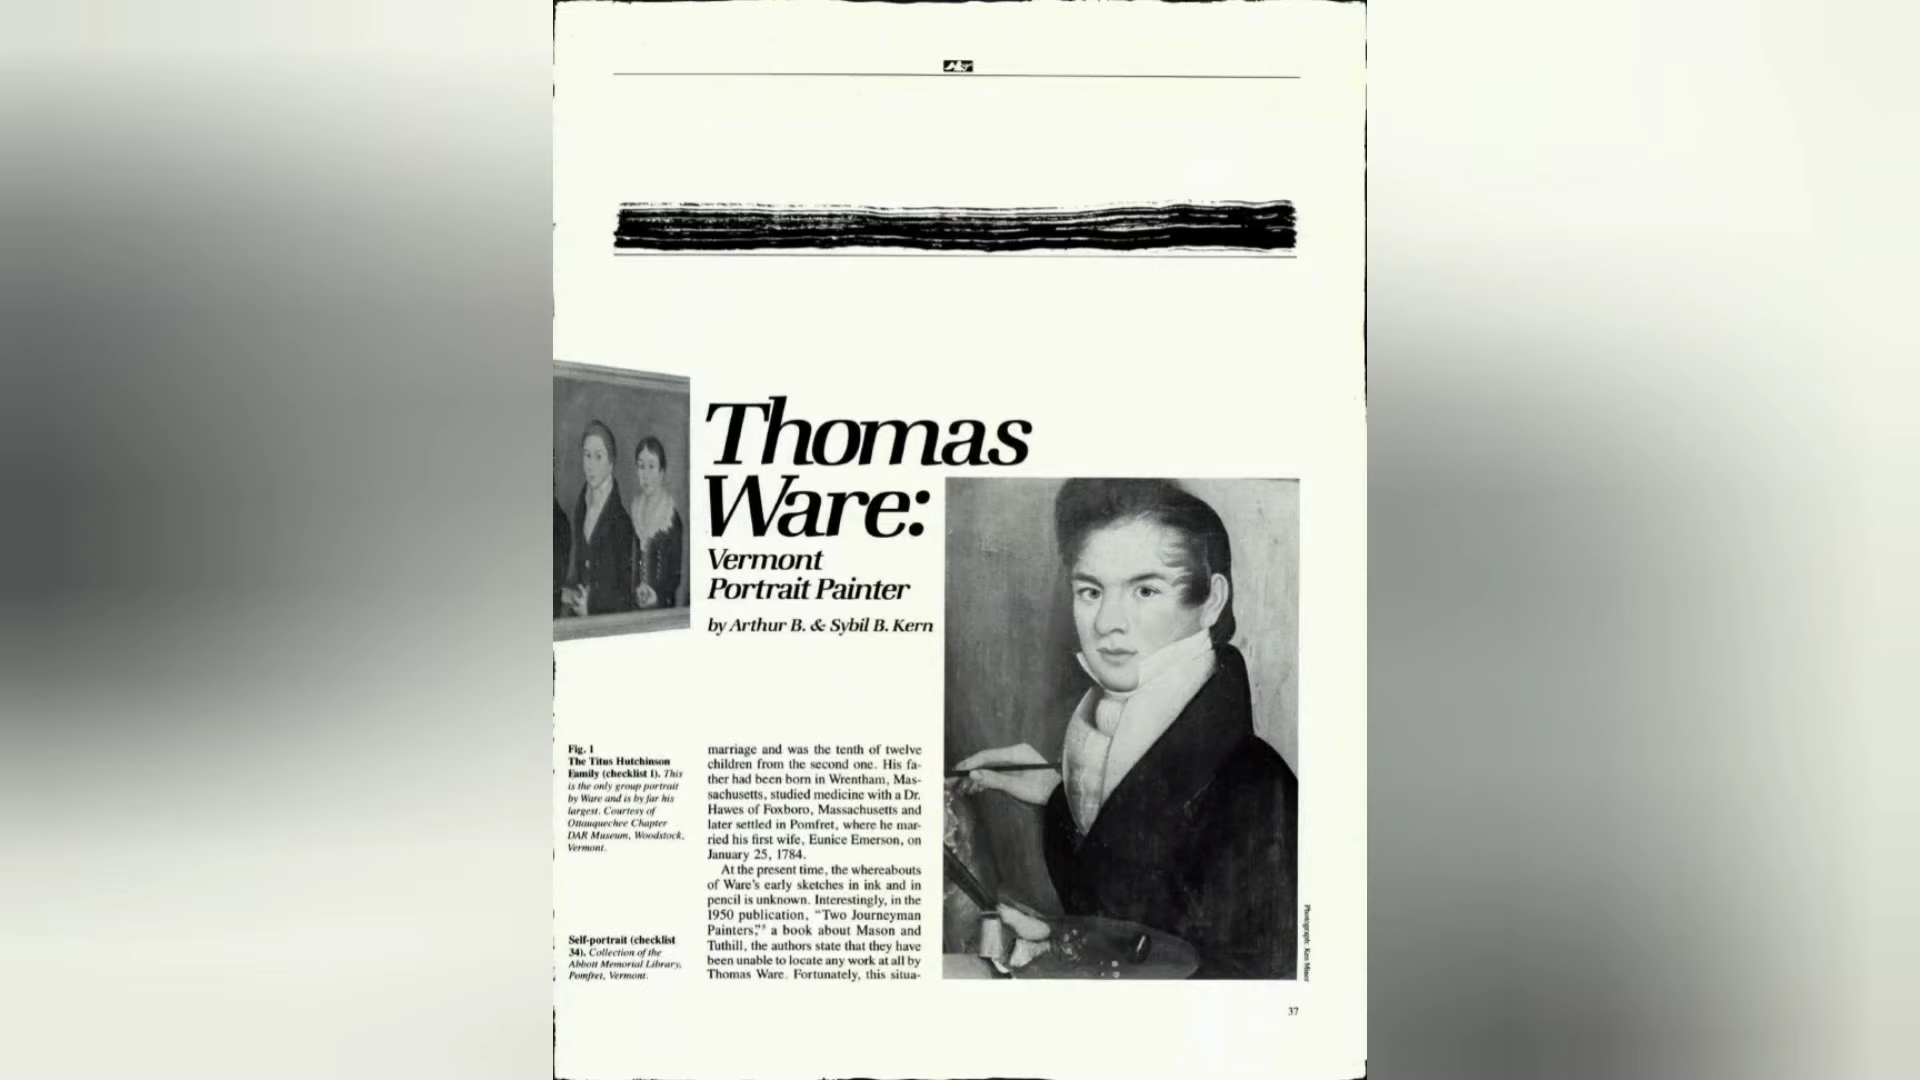 Thomas
Ware:
Vermont
Portrait Painter
by Arthur B. & Sybil B. Kern
Fig. 1
The Titus Hutchinson
Family (checklist 1). This
is the only group portrait
by Ware and is by far his
largest. Courtesy of
Ottauquechee Chapter
DAR Museum, Woodstock,
Vermont.
Self-portrait (checklist
34). Collection of the
Abbott Memorial Library,
Pomfret, Vermont.
marriage and was the tenth of twelve
children from the second one. His fa-
ther had been born in Wrentham, Mas-
sachusetts, studied medicine with a Dr.
Hawes of Foxboro, Massachusetts and
later settled in Pomfret, where he mar-
ried his first wife, Eunice Emerson, on
January 25, 1784.
At the present time, the whereabouts
of Ware's early sketches in ink and in
pencil is unknown. Interestingly, in the
1950 publication, "Two Journeyman
Painters," a book about Mason and
Tuthill, the authors state that they have
been unable to locate any work at all by
Thomas Ware. Fortunately, this situa-
Photograph: Ken Miner
37